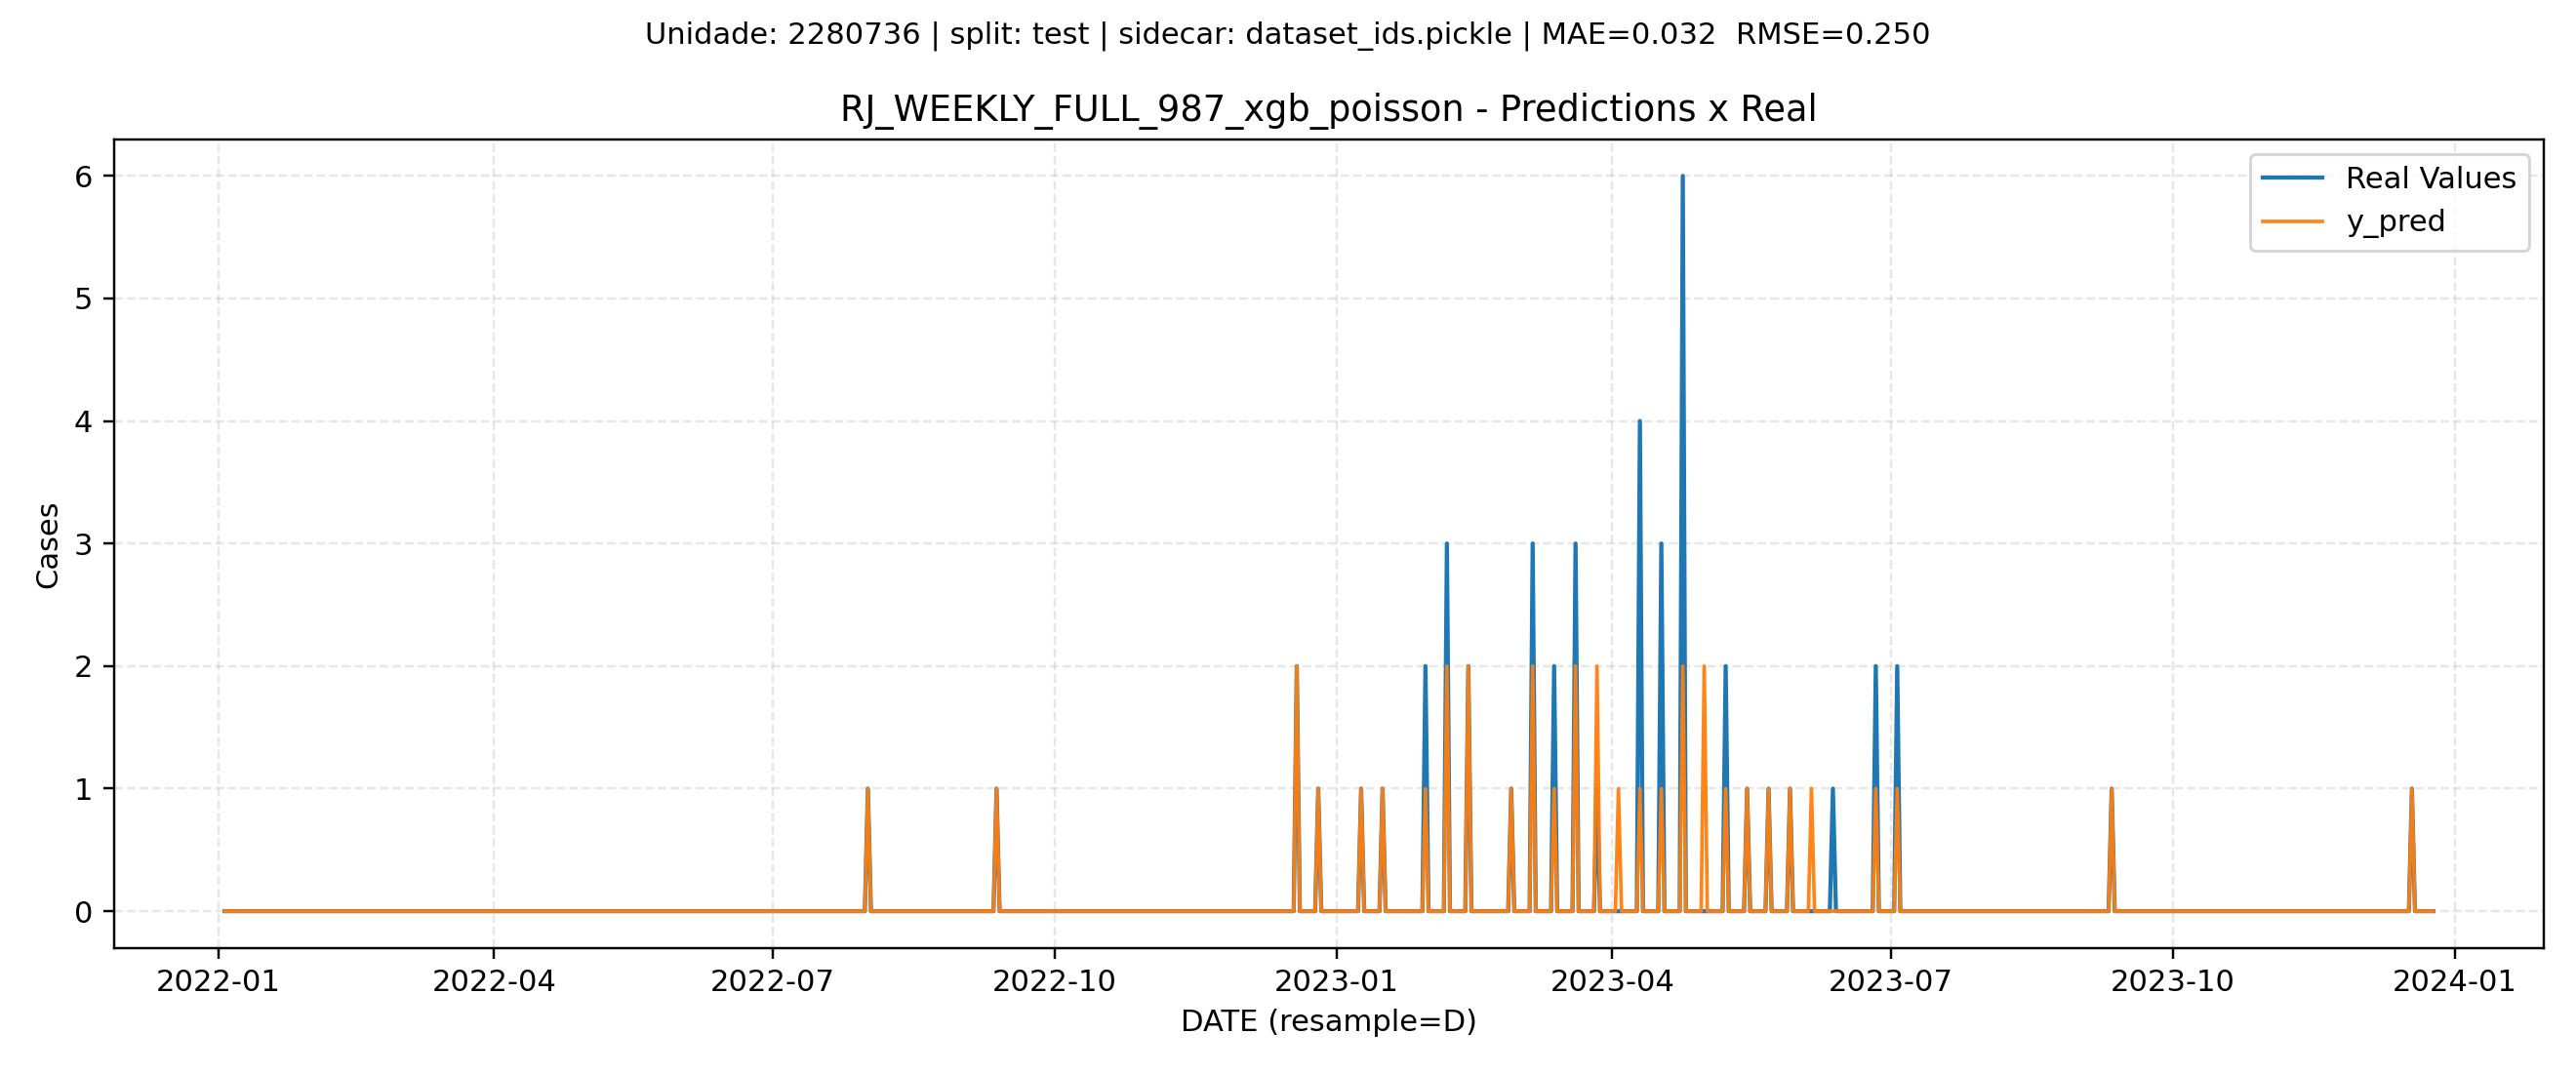 Unidade: 2280736 | split: test | sidecar: dataset_ids.pickle | MAE=0.032  RMSE=0.250
RJ_WEEKLY_FULL_987_xgb_poisson - Predictions x Real
Real Values
y_pred
6
5
4
3
2
1
0
Cases
2022-01
2022-04
2022-07
2022-10
2023-01
2023-04
2023-07
2023-10
2024-01
DATE (resample=D)